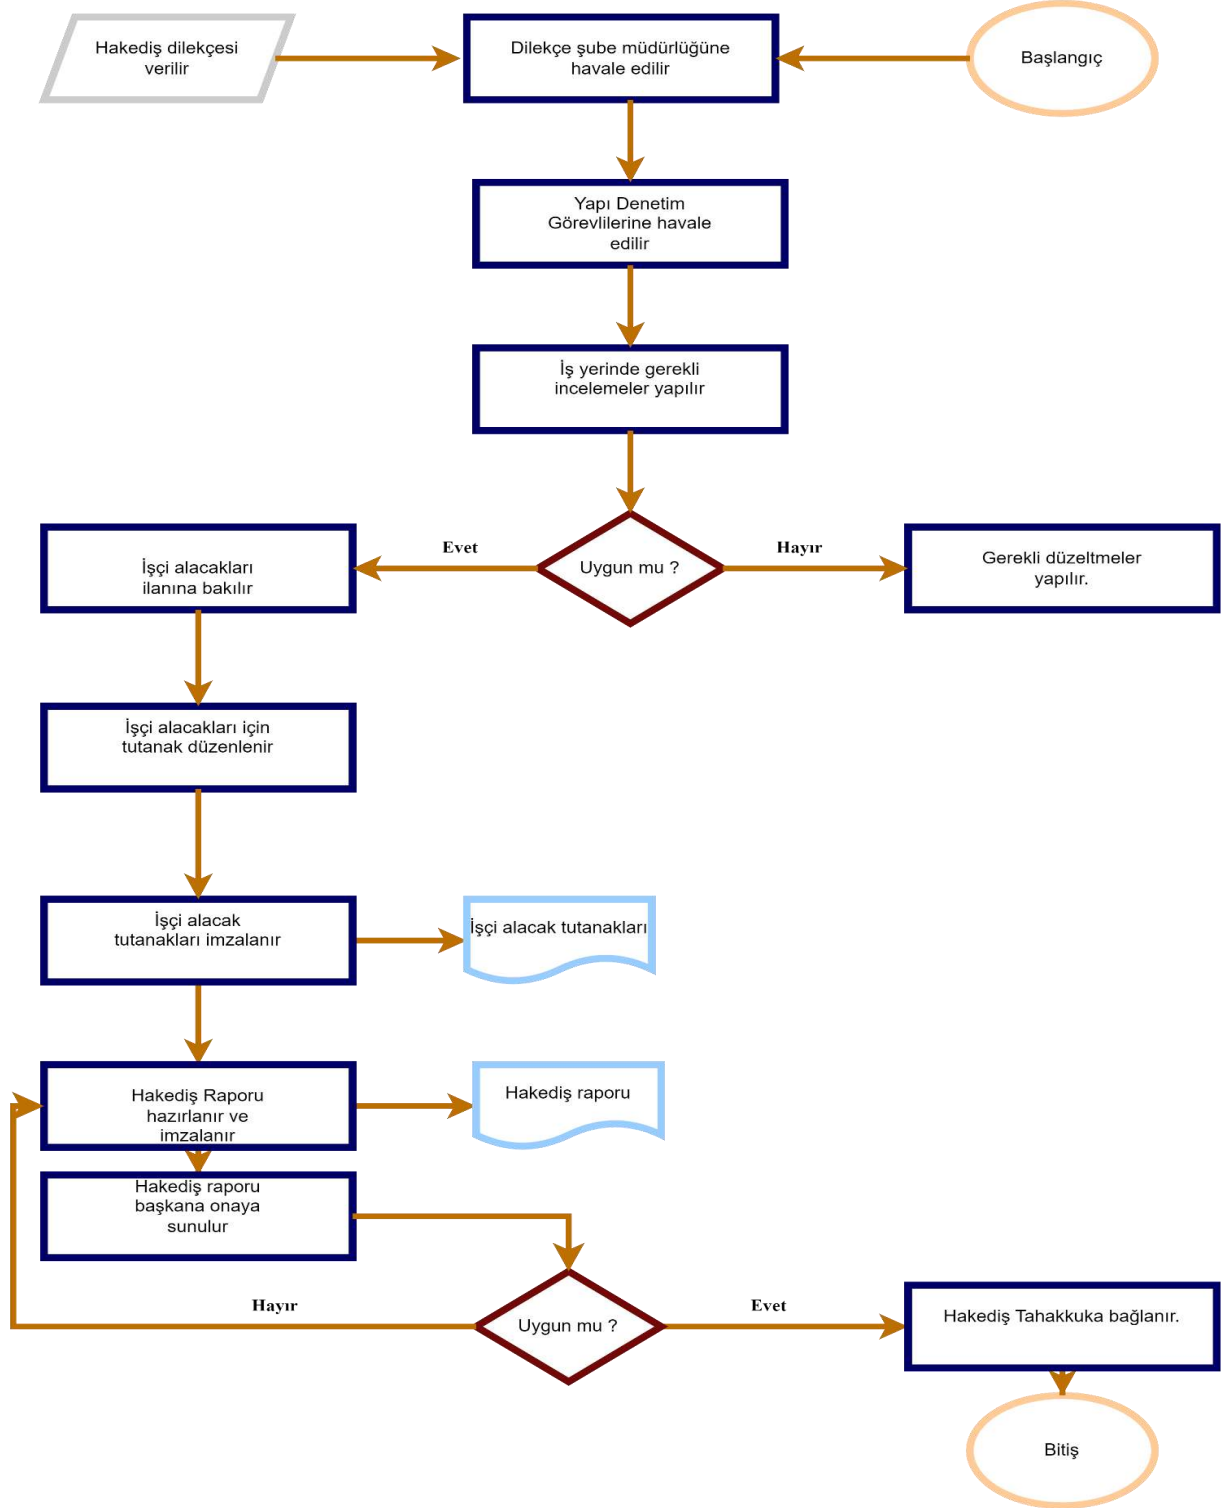 Hakediş dilekçesi
verilir
Dilekçe şube müdürlüğüne
havale edilir
Başlangıç
Yapı Denetim
Görevlilerine havale
edilir
İş yerinde gerekli
incelemeler yapılır
Evet
Uygun mu ?
Hayır
İşçi alacakları
ilanına bakılır
Gerekli düzeltmeler
yapılır.
İşçi alacakları için
tutanak düzenlenir
İşçi alacak
tutanakları imzalanır
İşçi alacak tutanakları
Hakediş Raporu
hazırlanır ve
imzalanır
Hakediş raporu
Hakediş raporu
başkana onaya
sunulur
Hayır
Uygun mu ?
Evet
Hakediş Tahakkuka bağlanır.
Bitiş